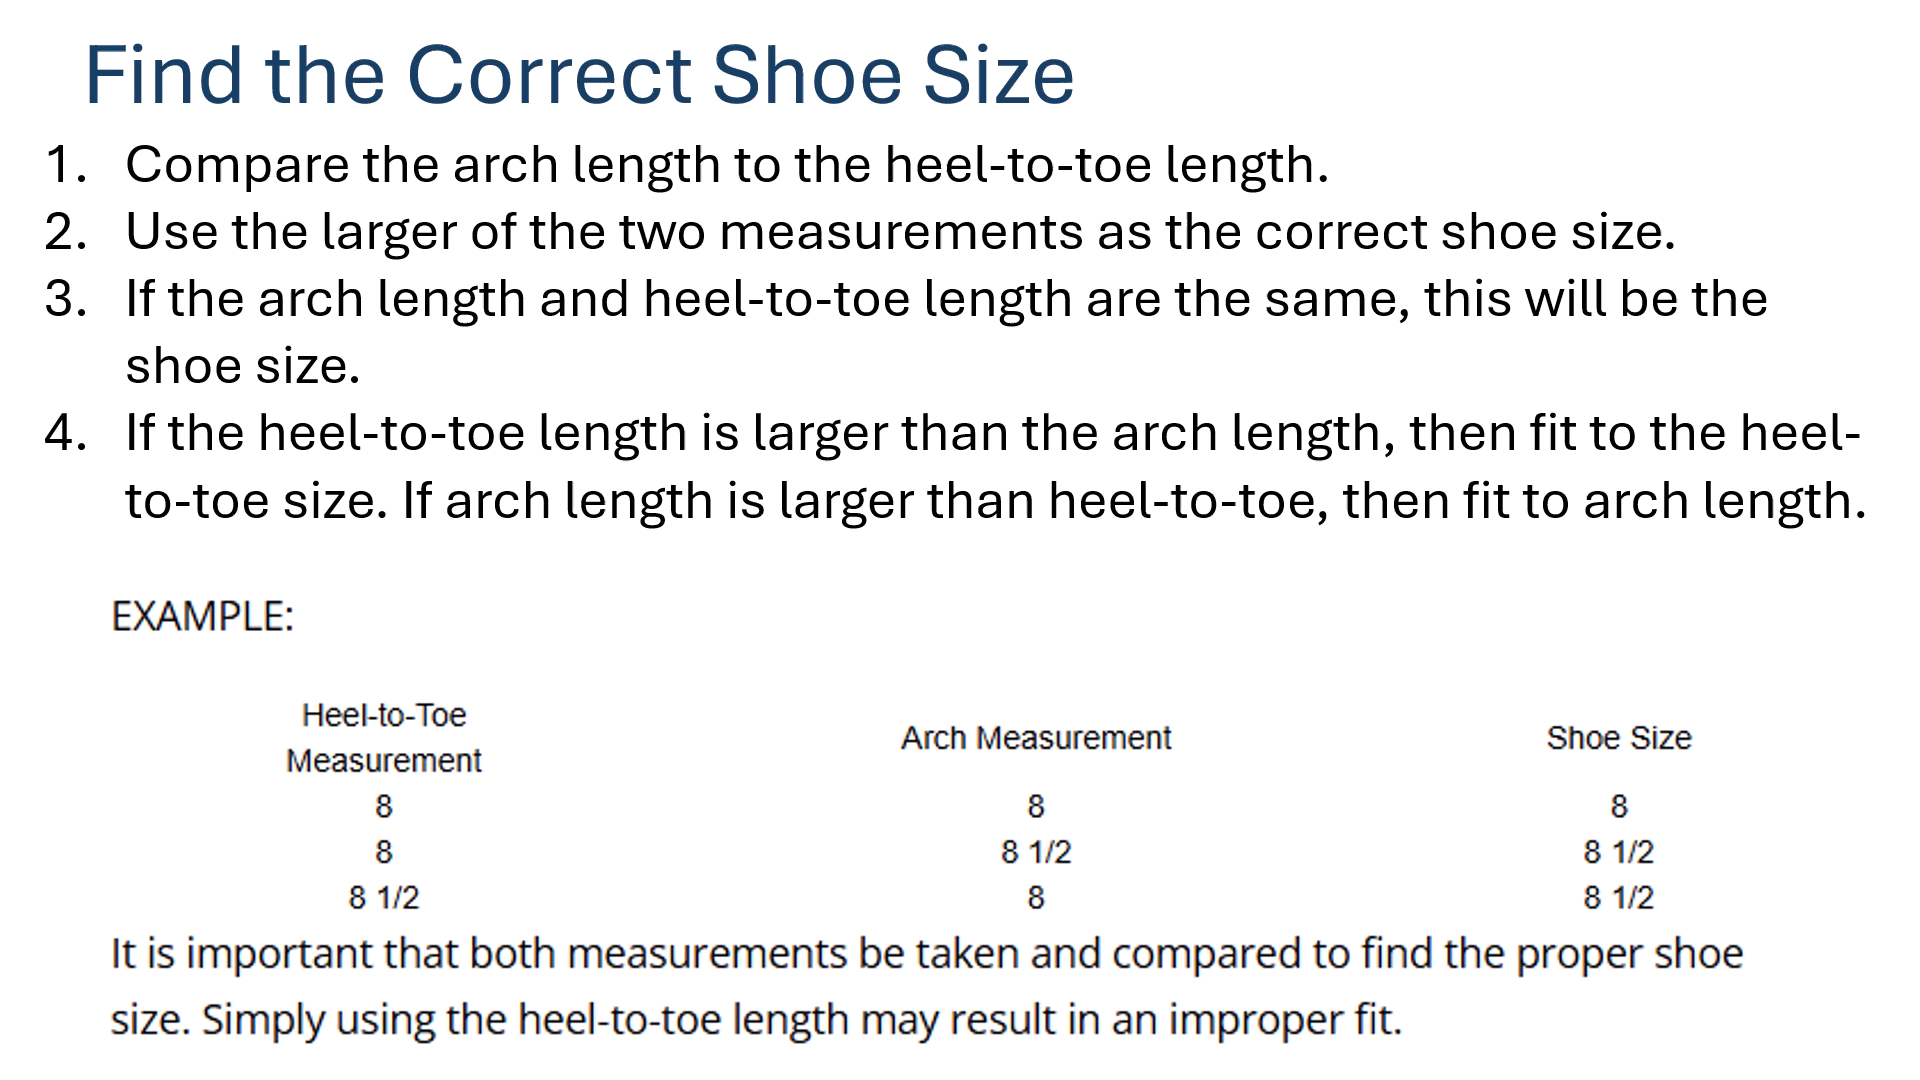 Find the Correct Shoe Size
1. Compare the arch length to the heel-to-toe length.
2. Use the larger of the two measurements as the correct shoe size.
3. If the arch length and heel-to-toe length are the same, this will be the
shoe size.
4. If the heel-to-toe length is larger than the arch length, then fit to the heel-
to-toe size. If arch length is larger than heel-to-toe, then fit to arch length.
EXAMPLE:
Heel-to-Toe
Measurement Arch Measurement Shoe Size
8 8 8
8 8 1/2 8 1/2
8 1/2 8 8 1/2
It is important that both measurements be taken and compared to find the proper shoe
size. Simply using the heel-to-toe length may result in an improper fit.